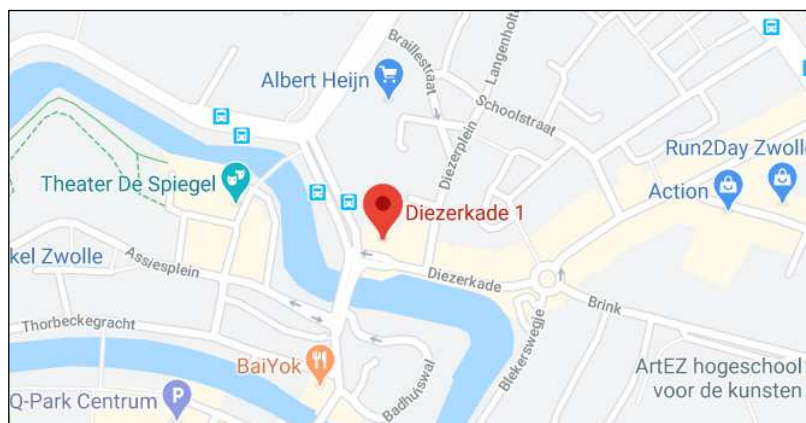 Braillestraat
Langenholte
Albert Heijn
Schoolstraat
Diezerplein
Run2Day Zwolle
Theater De Spiegel
Action
Diezerkade 1
kel Zwolle
Assiesplein
Diezerkade
Brink
Thorbeckegracht
Blekerswegje
BaiYok
Badhuiswal
ArtEZ hogeschool
voor de kunsten
Q-Park Centrum
P